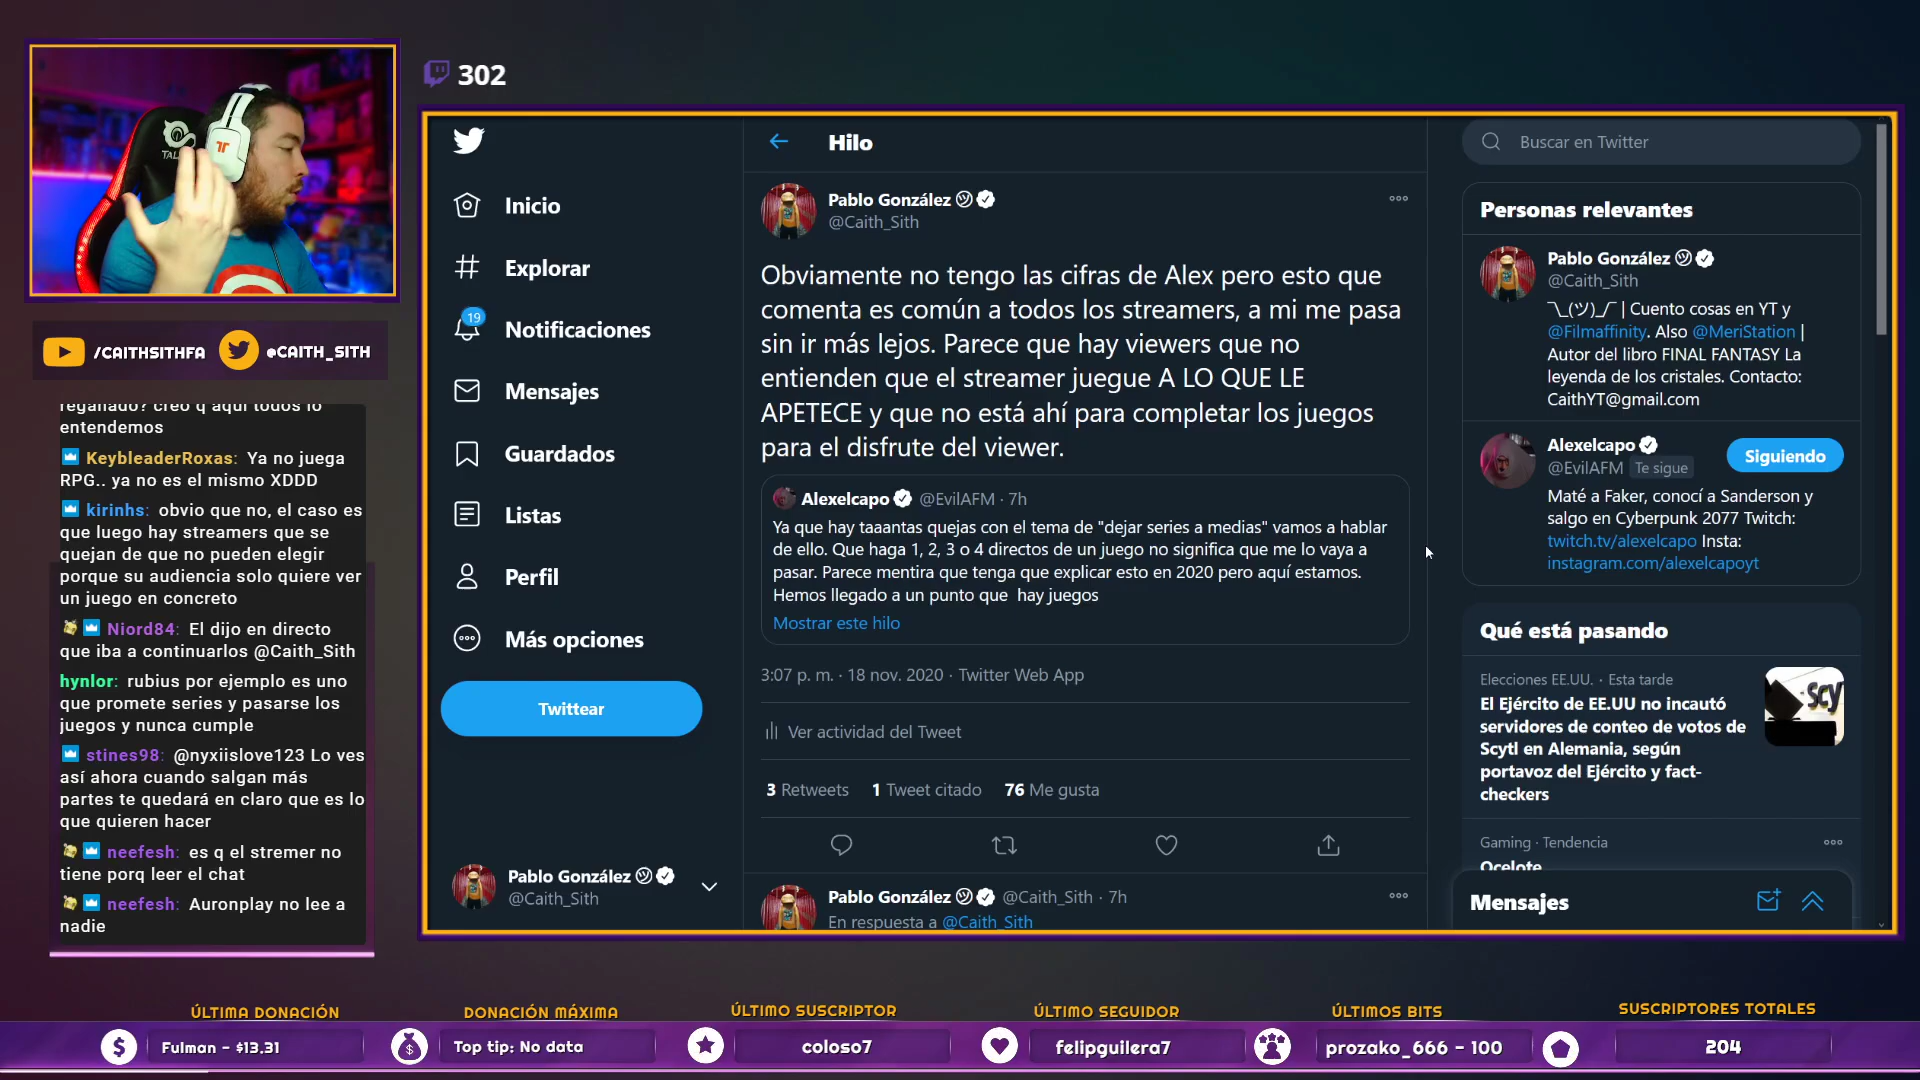 302
TAL
/CAITHSITHFA @CAITH_SITH
regañado? creo q aquí todos lo
entendemos
KeybleaderRoxas: Ya no juega
RPG.. ya no es el mismo XDDD
kirinhs: obvio que no, el caso es
que luego hay streamers que se
quejan de que no pueden elegir
porque su audiencia solo quiere ver
un juego en concreto
Niord84: El dijo en directo
que iba a continuarlos @Caith_Sith
hynlor: rubius por ejemplo es uno
que promete series y pasarse los
juegos y nunca cumple
stines98: @nyxiislove123 Lo ves
así ahora cuando salgan más
partes te quedará en claro que es lo
que quieren hacer
neefesh: es q el stremer no
tiene porq leer el chat
neefesh: Auronplay no lee a
nadie
Inicio
Explorar
19
Notificaciones
Mensajes
Guardados
Listas
Perfil
Más opciones
Twittear
Pablo González
@Caith_Sith
Hilo
Pablo González
@Caith_Sith
Obviamente no tengo las cifras de Alex pero esto que
comenta es común a todos los streamers, a mi me pasa
sin ir más lejos. Parece que hay viewers que no
entienden que el streamer juegue A LO QUE LE
APETECE y que no está ahí para completar los juegos
para el disfrute del viewer.
Alexelcapo @EvilAFM · 7h
Ya que hay taaantas quejas con el tema de "dejar series a medias" vamos a hablar
de ello. Que haga 1, 2, 3 o 4 directos de un juego no significa que me lo vaya a
pasar. Parece mentira que tenga que explicar esto en 2020 pero aquí estamos.
Hemos llegado a un punto que  hay juegos
Mostrar este hilo
3:07 p. m. · 18 nov. 2020 · Twitter Web App
Ver actividad del Tweet
3 Retweets 1 Tweet citado 76 Me gusta
Pablo González @Caith_Sith · 7h
En respuesta a @Caith_Sith
Buscar en Twitter
Personas relevantes
Pablo González
@Caith_Sith
¯\_(ツ)_/¯ | Cuento cosas en YT y
@Filmaffinity. Also @MeriStation |
Autor del libro FINAL FANTASY La
leyenda de los cristales. Contacto:
CaithYT@gmail.com
Alexelcapo
@EvilAFM Te sigue
Siguiendo
Maté a Faker, conocí a Sanderson y
salgo en Cyberpunk 2077 Twitch:
twitch.tv/alexelcapo Insta:
instagram.com/alexelcapoyt
Qué está pasando
Elecciones EE.UU. · Esta tarde
El Ejército de EE.UU no incautó
servidores de conteo de votos de
Scytl en Alemania, según
portavoz del Ejército y fact-
checkers
Scy
Gaming · Tendencia
Ocelote
Mensajes
ÚLTIMA DONACIÓN
Fulman - $13.31
DONACIÓN MÁXIMA
Top tip: No data
ÚLTIMO SUSCRIPTOR
coloso7
ÚLTIMO SEGUIDOR
felipguilera7
ÚLTIMOS BITS
prozako_666 - 100
SUSCRIPTORES TOTALES
204